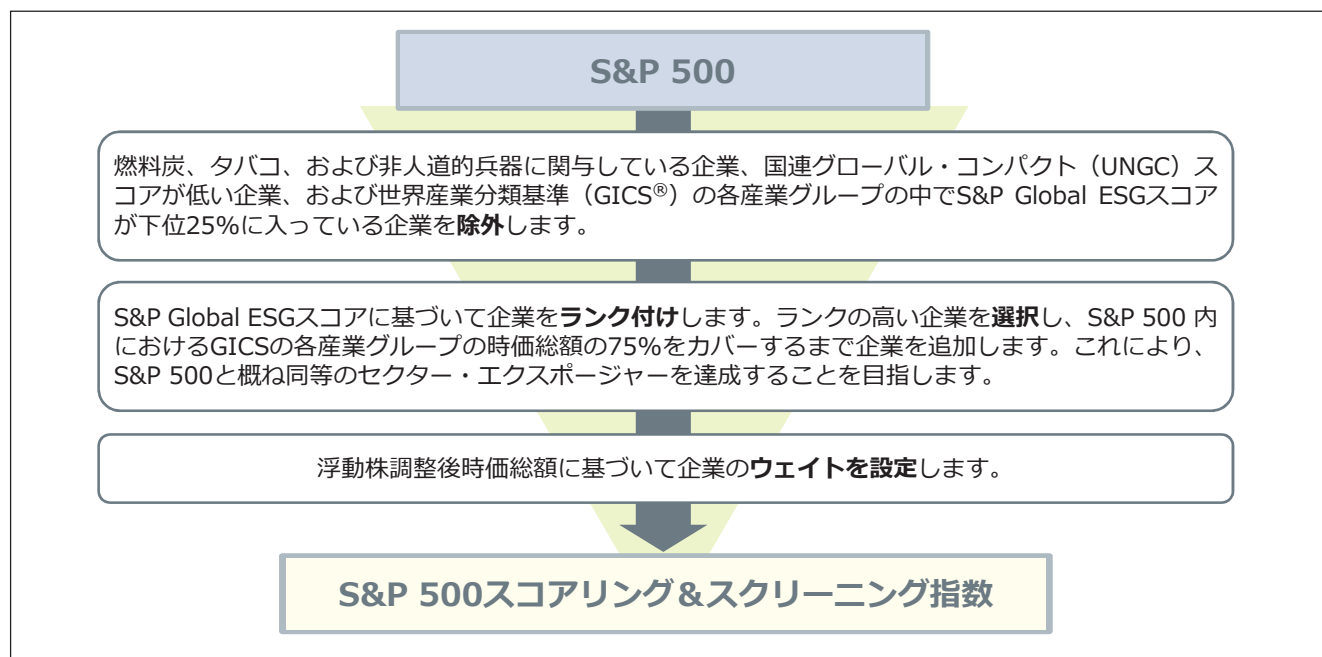 S&P 500
燃料炭、タバコ、および非人道的兵器に関与している企業、国連グローバル・コンパクト（UNGC）ス
コアが低い企業、および世界産業分類基準（GICS®）の各産業グループの中でS&P Global ESGスコア
が下位25%に入っている企業を除外します。
S&P Global ESGスコアに基づいて企業をランク付けします。ランクの高い企業を選択し、S&P 500 内
におけるGICSの各産業グループの時価総額の75%をカバーするまで企業を追加します。これにより、
S&P 500と概ね同等のセクター・エクスポージャーを達成することを目指します。
浮動株調整後時価総額に基づいて企業のウェイトを設定します。
S&P 500スコアリング＆スクリーニング指数